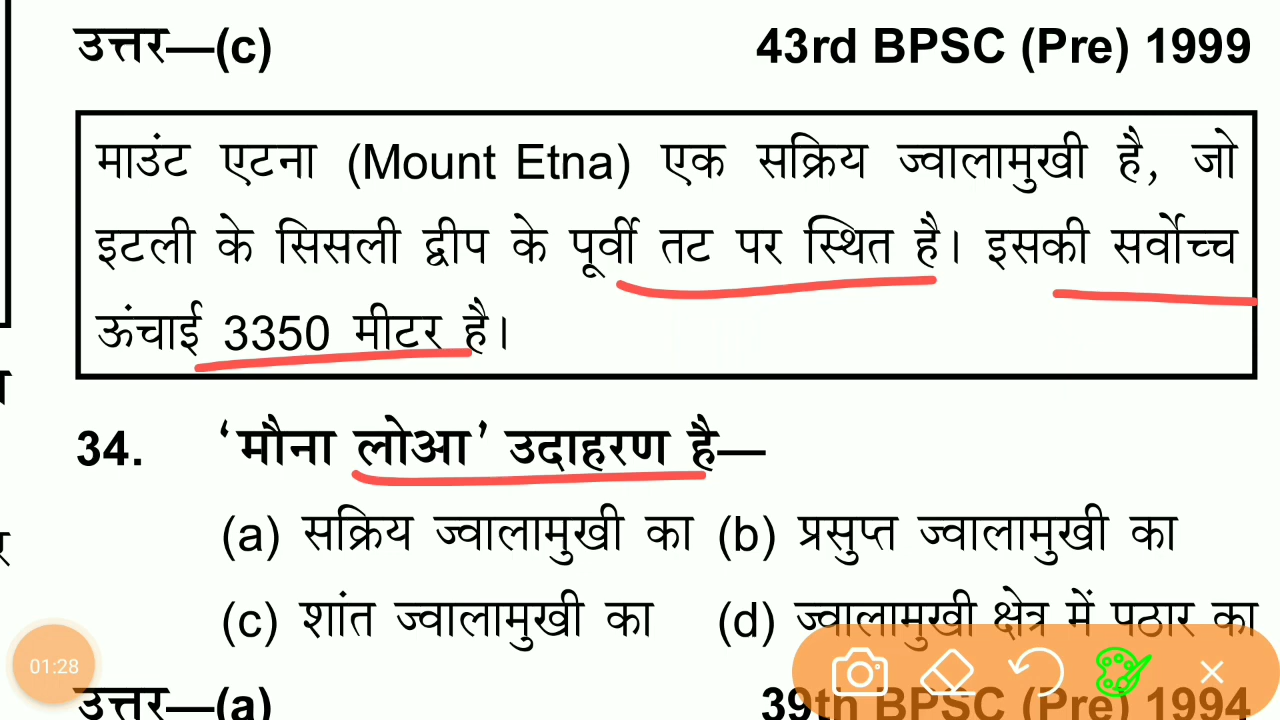 उत्तर—(c) 43rd BPSC (Pre) 1999
माउंट एटना (Mount Etna) एक सक्रिय ज्वालामुखी है, जो
इटली के सिसली द्वीप के पूर्वी तट पर स्थित है। इसकी सर्वोच्च
ऊंचाई 3350 मीटर है।
34. ‘मौना लोआ’ उदाहरण है—
(a) सक्रिय ज्वालामुखी का (b) प्रसुप्त ज्वालामुखी का
(c) शांत ज्वालामुखी का (d) ज्वालामुखी क्षेत्र में पठार का
01:28
उत्तर—(a) 39th BPSC (Pre) 1994